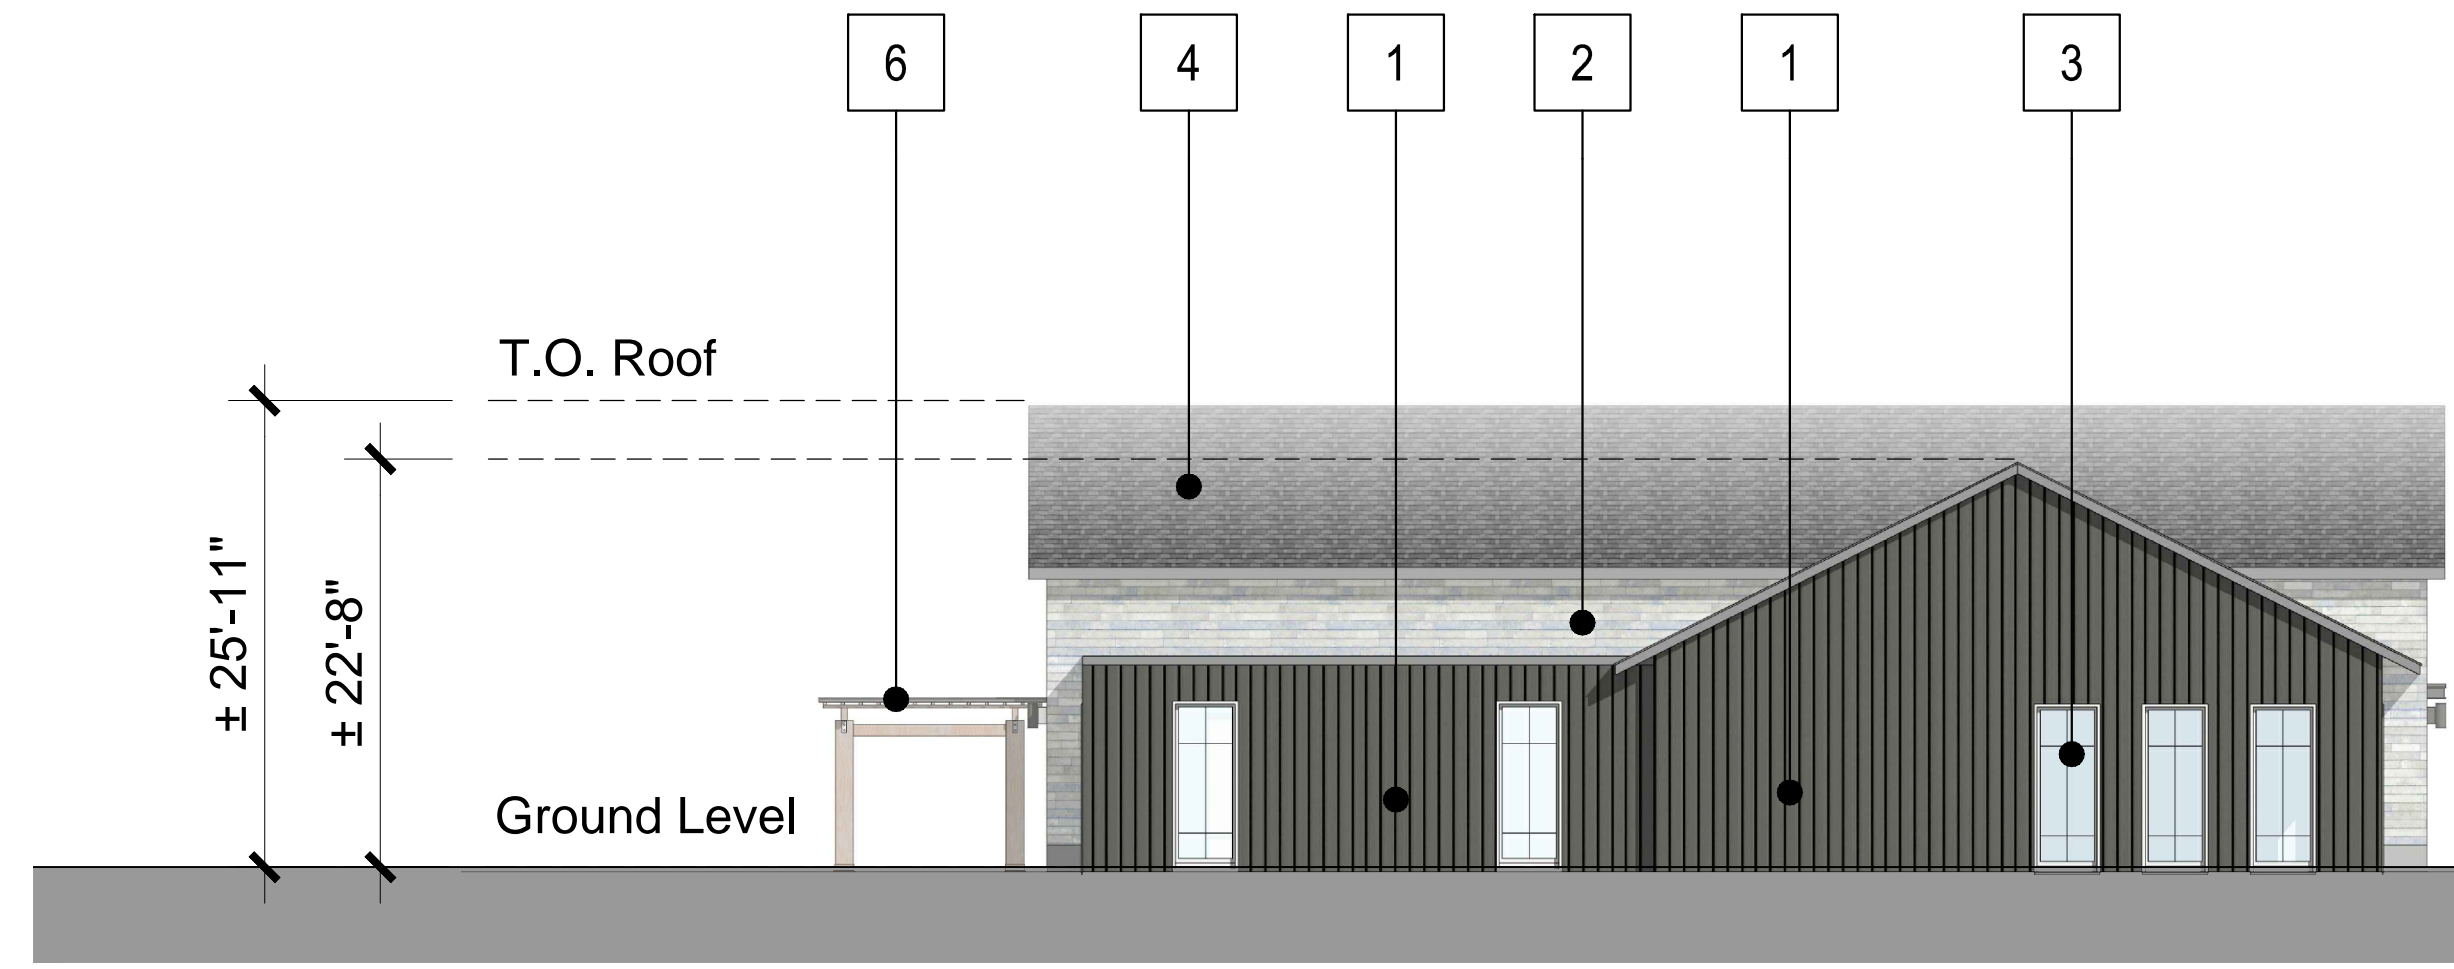 6 4 1 2 1 3
T.O. Roof
± 25'-11"
± 22'-8"
Ground Level